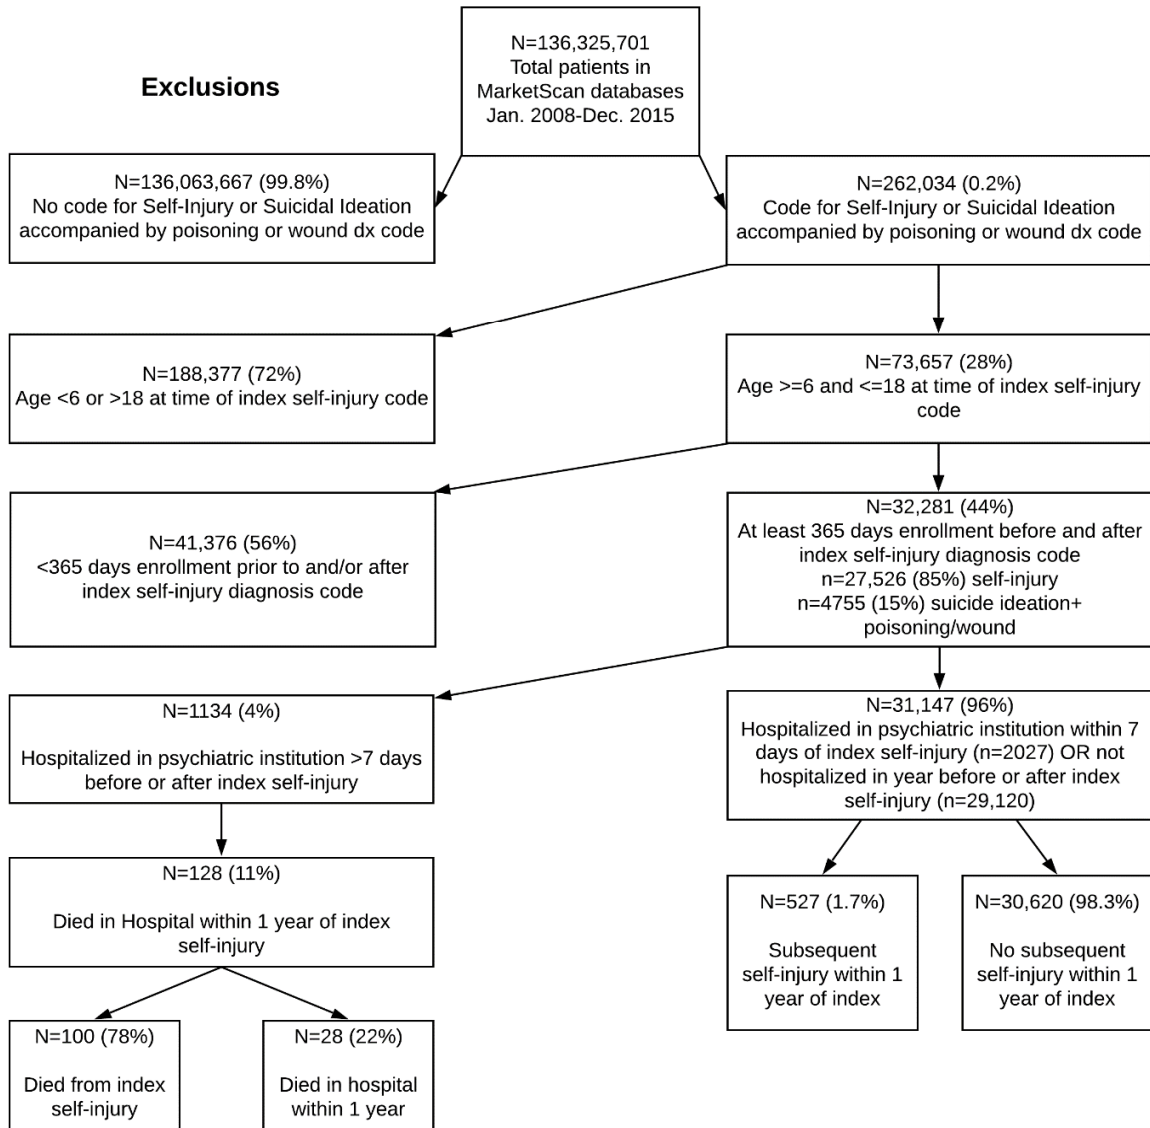 N=136,325,701
Total patients in
MarketScan databases
Jan. 2008-Dec. 2015
Exclusions
N=136,063,667 (99.8%)
No code for Self-Injury or Suicidal Ideation
accompanied by poisoning or wound dx code
N=262,034 (0.2%)
Code for Self-Injury or Suicidal Ideation
accompanied by poisoning or wound dx code
N=188,377 (72%)
Age <6 or >18 at time of index self-injury code
N=73,657 (28%)
Age >=6 and <=18 at time of index self-injury
code
N=41,376 (56%)
<365 days enrollment prior to and/or after
index self-injury diagnosis code
N=32,281 (44%)
At least 365 days enrollment before and after
index self-injury diagnosis code
n=27,526 (85%) self-injury
n=4755 (15%) suicide ideation+
poisoning/wound
N=1134 (4%)
Hospitalized in psychiatric institution >7 days
before or after index self-injury
N=31,147 (96%)
Hospitalized in psychiatric institution within 7
days of index self-injury (n=2027) OR not
hospitalized in year before or after index
self-injury (n=29,120)
N=128 (11%)
Died in Hospital within 1 year of index
self-injury
N=527 (1.7%)
Subsequent
self-injury within 1
year of index
N=30,620 (98.3%)
No subsequent
self-injury within 1
year of index
N=100 (78%)
Died from index
self-injury
N=28 (22%)
Died in hospital
within 1 year